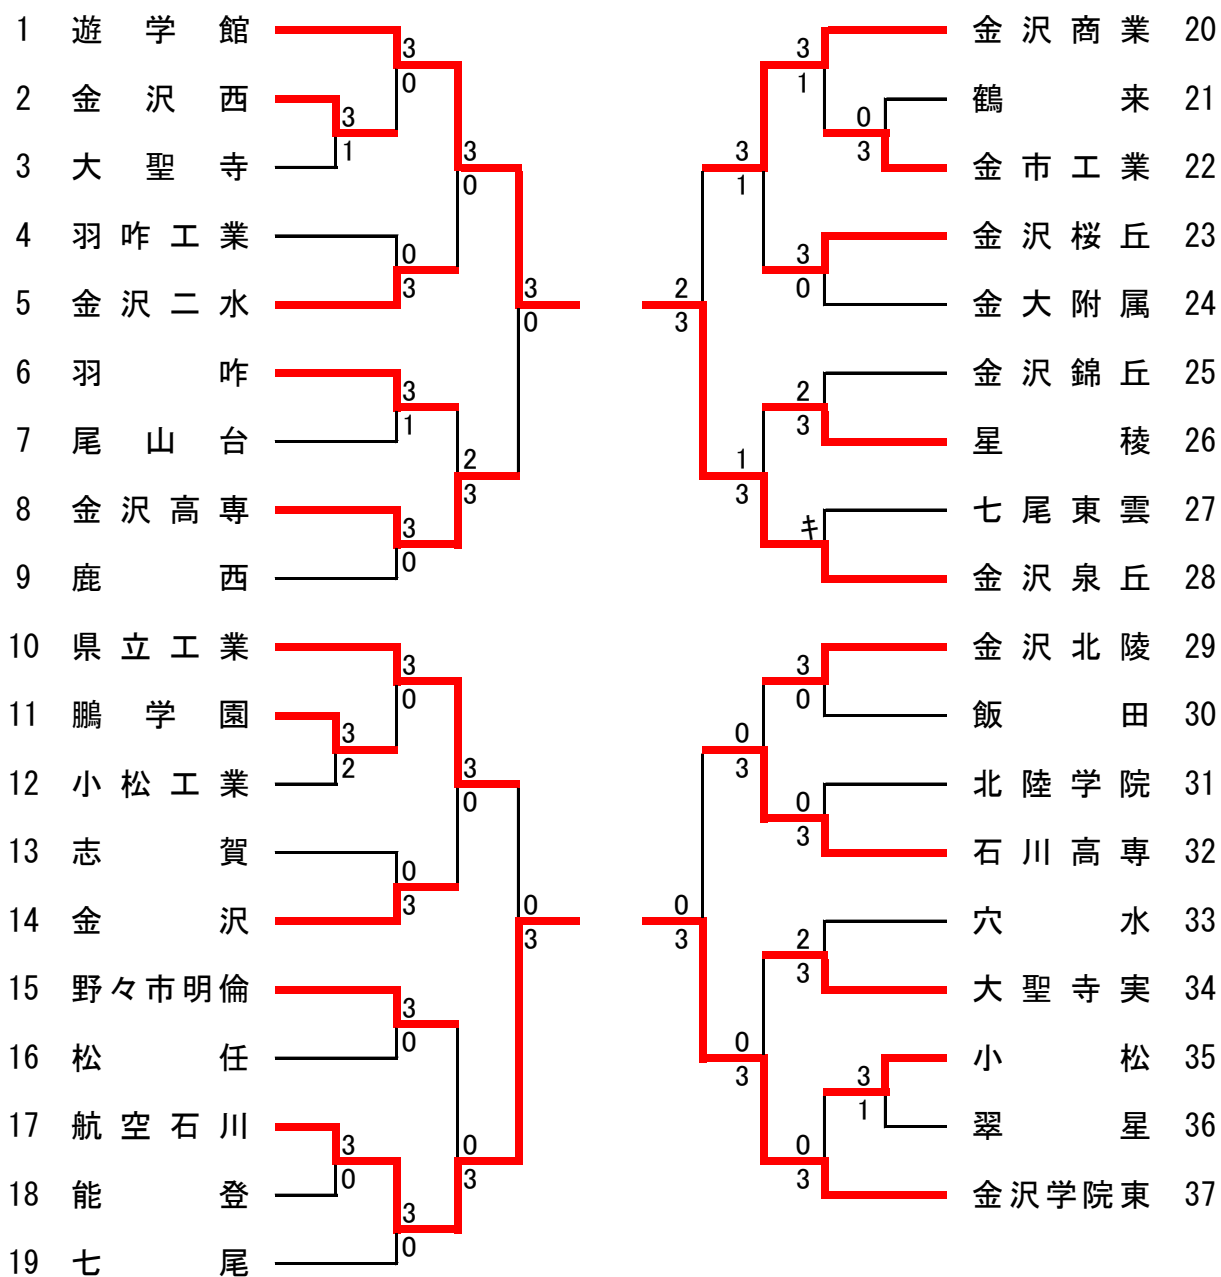 1 遊学館
2 金沢西
3 大聖寺
4 羽咋工業
5 金沢二水
6 羽咋
7 尾山台
8 金沢高専
9 鹿西
10 県立工業
11 鵬学園
12 小松工業
13 志賀
14 金沢
15 野々市明倫
16 松任
17 航空石川
18 能登
19 七尾
3
0
3
1
3
0
0
3
3
0
3
1
2
3
3
0
3
0
3
2
3
0
0
3
0
3
3
0
0
3
3
0
3
0
金沢商業 20
鶴来 21
金市工業 22
金沢桜丘 23
金大附属 24
金沢錦丘 25
星稜 26
七尾東雲 27
金沢泉丘 28
金沢北陵 29
飯田 30
北陸学院 31
石川高専 32
穴水 33
大聖寺実 34
小松 35
翠星 36
金沢学院東 37
3
1
0
3
3
1
3
0
2
3
2
3
1
3
キ
3
0
0
3
0
3
0
3
2
3
0
3
3
1
0
3